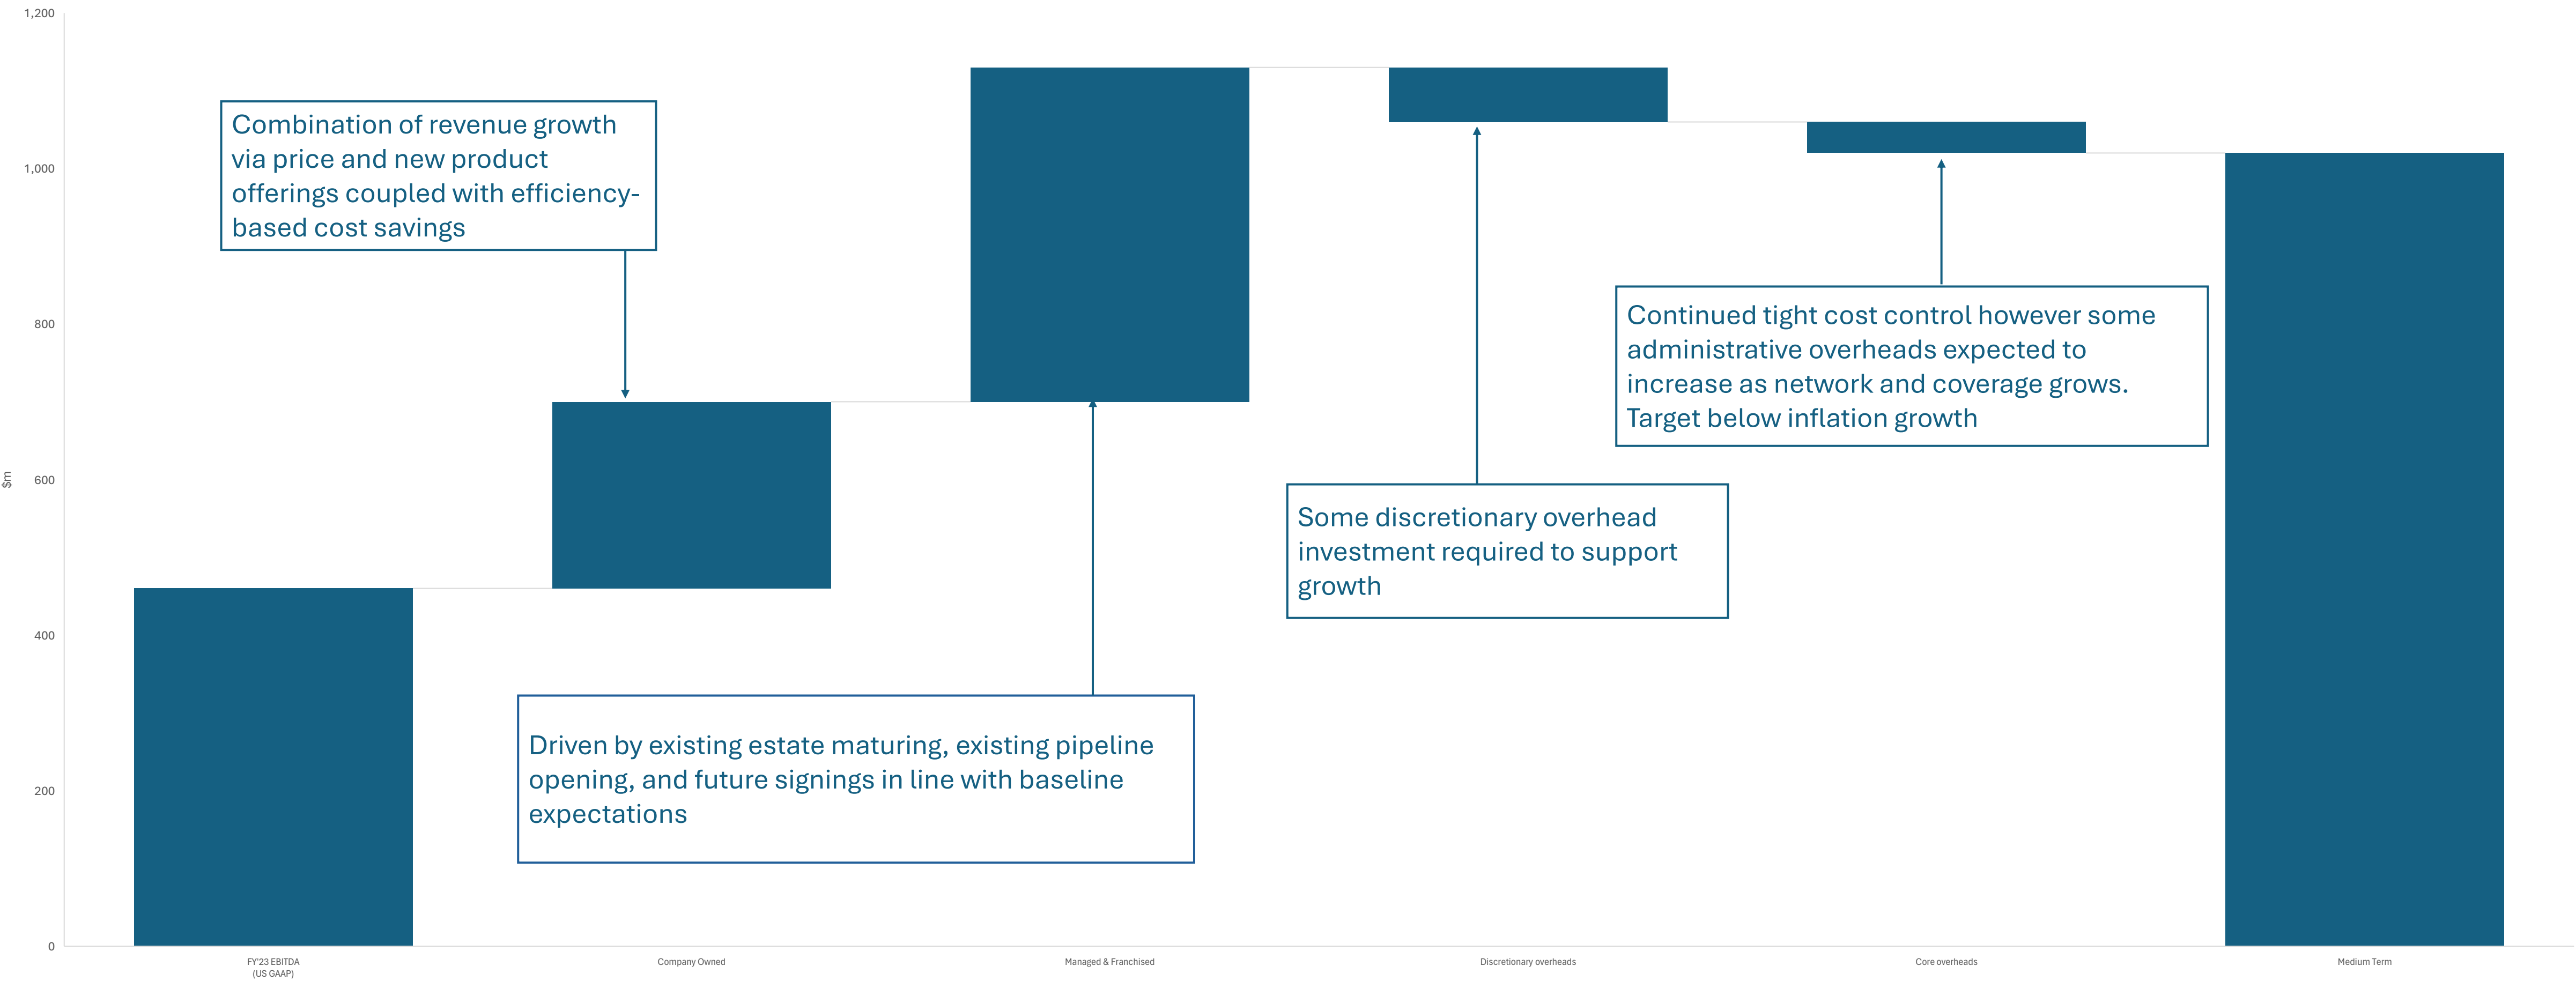 1,200
1,000
800
600
400
200
0
$m
Combination of revenue growth
via price and new product
offerings coupled with efficiency-
based cost savings
Driven by existing estate maturing, existing pipeline
opening, and future signings in line with baseline
expectations
Some discretionary overhead
investment required to support
growth
Continued tight cost control however some
administrative overheads expected to
increase as network and coverage grows.
Target below inflation growth
FY'23 EBITDA
(US GAAP)
Company Owned
Managed & Franchised
Discretionary overheads
Core overheads
Medium Term